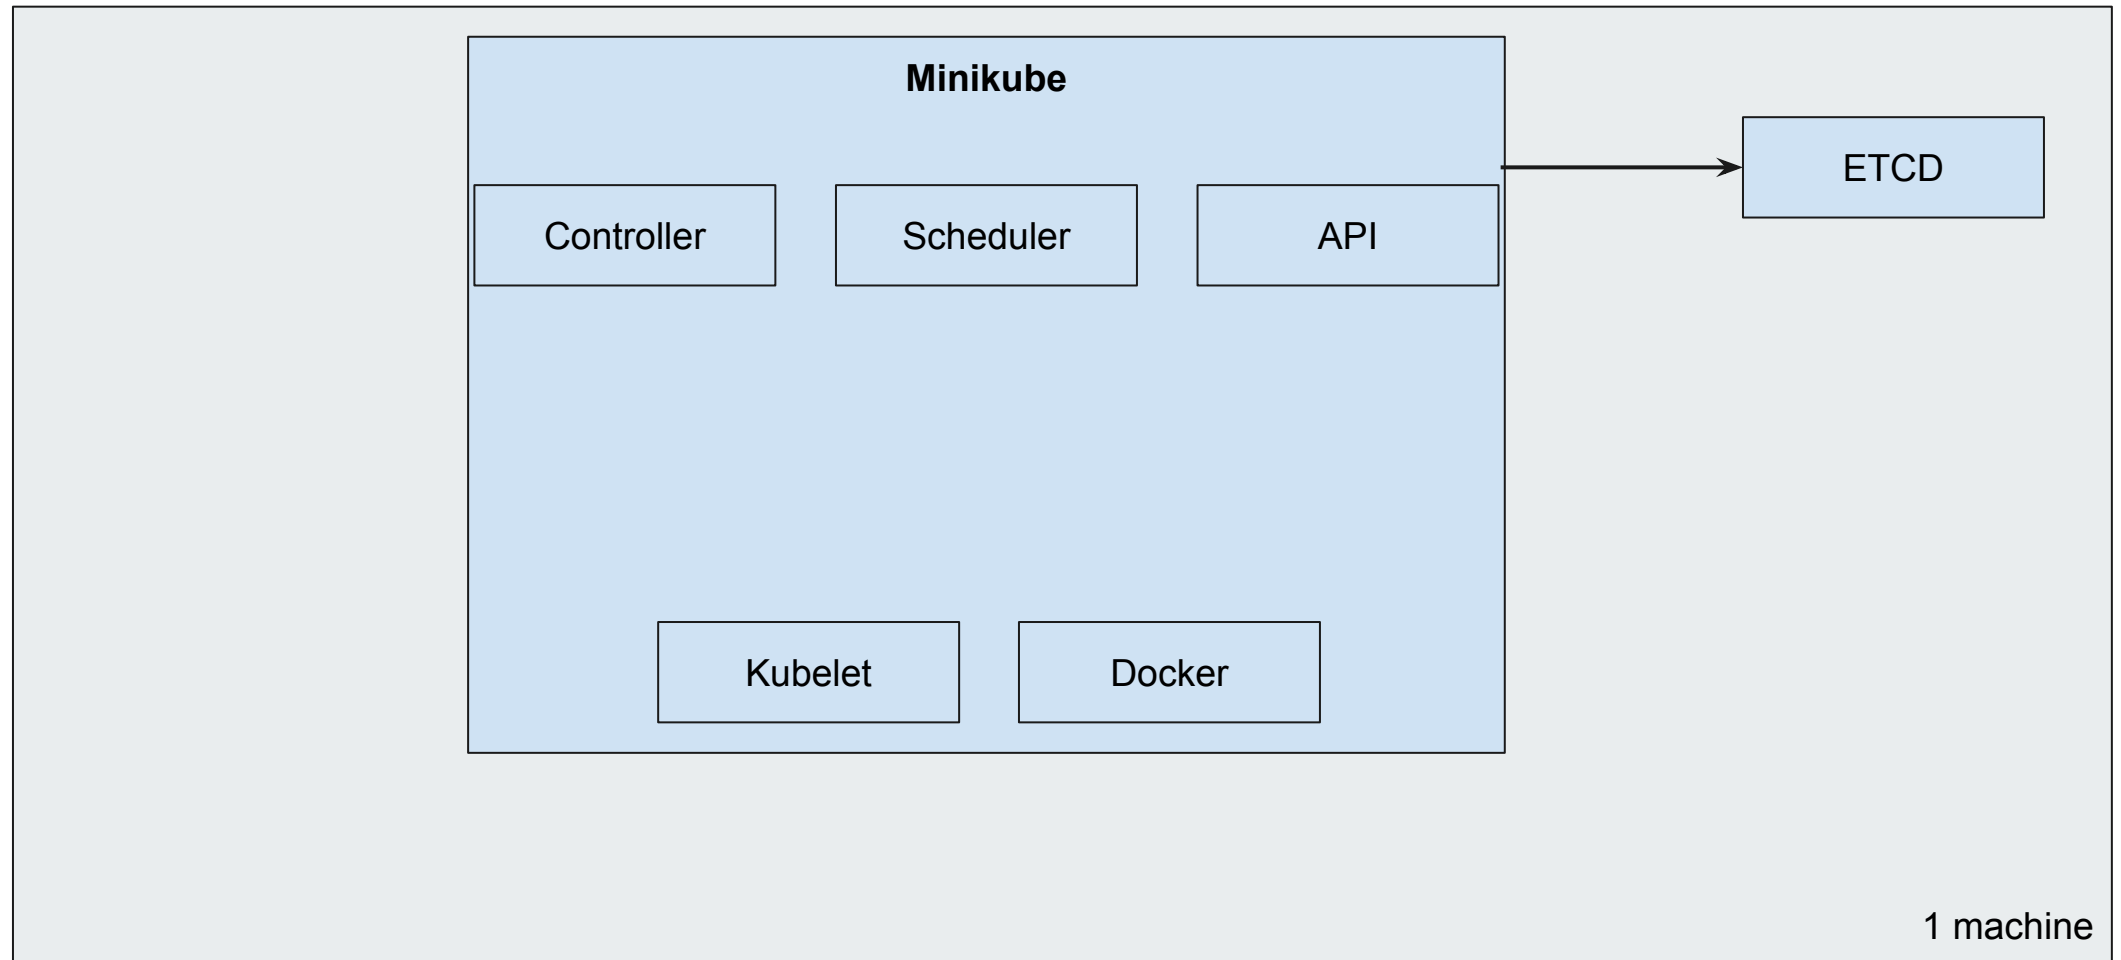 Minikube
ETCD
Controller
Scheduler
API
Kubelet
Docker
1 machine